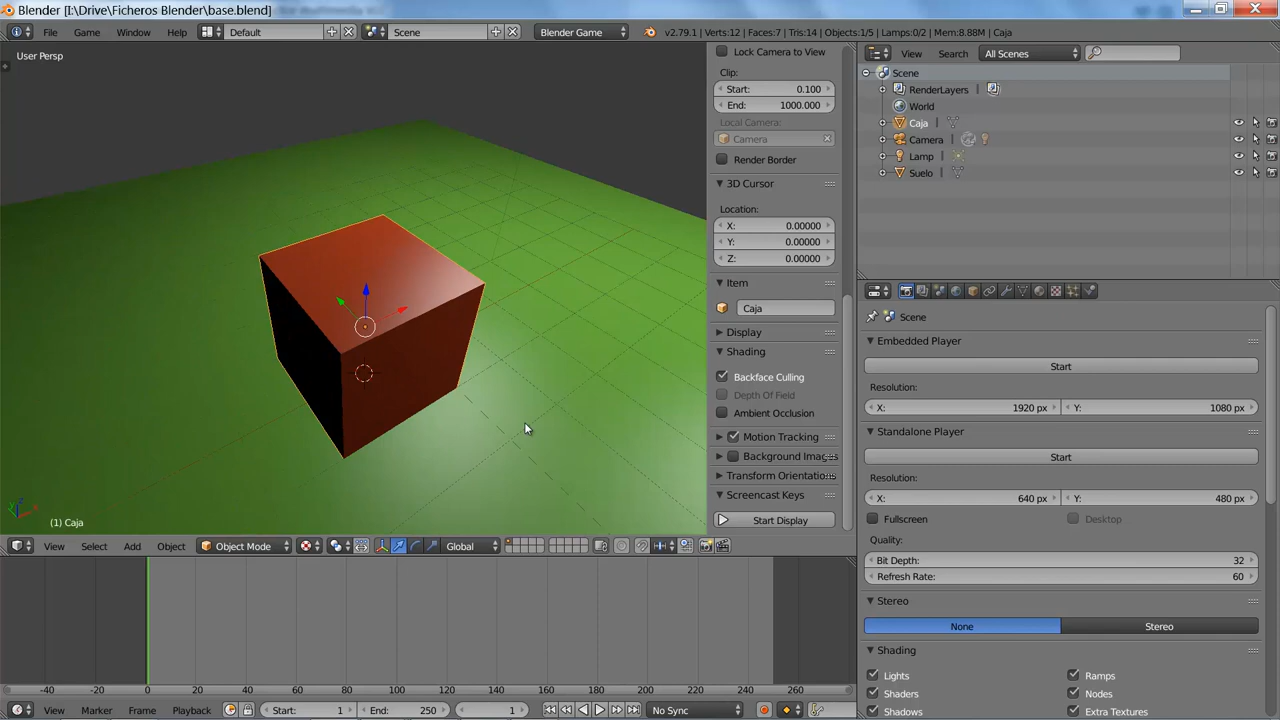 Blender [I:\Drive\Ficheros Blender\base.blend]
File Game Window Help Default Scene Blender Game v2.79.1 | Verts:12 | Faces:7 | Tris:14 | Objects:1/5 | Lamps:0/2 | Mem:8.88M | Caja
User Persp
Lock Camera to View
Clip:
Start: 0.100
End: 1000.000
Local Camera:
Camera
Render Border
3D Cursor
Location:
X: 0.00000
Y: 0.00000
Z: 0.00000
Item
Caja
Display
Shading
Backface Culling
Depth Of Field
Ambient Occlusion
Motion Tracking
Background Imag
Transform Orientatio
Screencast Keys
Start Display
(1) Caja
View Select Add Object Object Mode Global
View Search All Scenes
Scene
RenderLayers
World
Caja
Camera
Lamp
Suelo
Scene
Embedded Player
Start
Resolution:
X: 1920 px Y: 1080 px
Standalone Player
Start
Resolution:
X: 640 px Y: 480 px
Fullscreen Desktop
Quality:
Bit Depth: 32
Refresh Rate: 60
Stereo
None Stereo
Shading
Lights Ramps
Shaders Nodes
Shadows Extra Textures
-40 -20 0 20 40 60 80 100 120 140 160 180 200 220 240 260
View Marker Frame Playback Start: 1 End: 250 1 No Sync